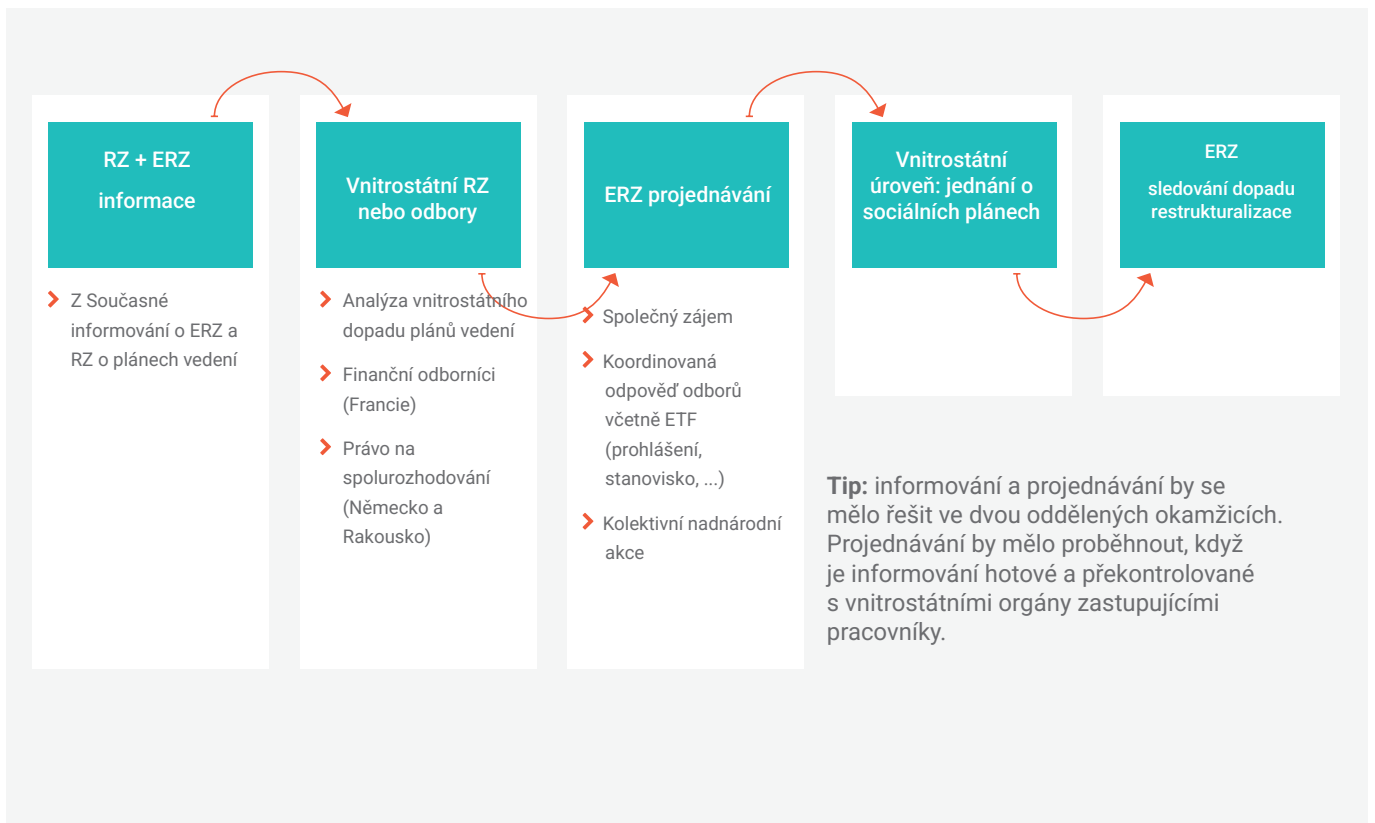 RZ + ERZ
informace
Z Současné
informování o ERZ a
RZ o plánech vedení
Vnitrostátní RZ
nebo odbory
Analýza vnitrostátního
dopadu plánů vedení
Finanční odborníci
(Francie)
Právo na
spolurozhodování
(Německo a
Rakousko)
ERZ projednávání
Společný zájem
Koordinovaná
odpověď odborů
včetně ETF
(prohlášení,
stanovisko, ...)
Kolektivní nadnárodní
akce
Vnitrostátní
úroveň: jednání o
sociálních plánech
ERZ
sledování dopadu
restrukturalizace
Tip: informování a projednávání by se
mělo řešit ve dvou oddělených okamžicích.
Projednávání by mělo proběhnout, když
je informování hotové a překontrolované
s vnitrostátními orgány zastupujícími
pracovníky.